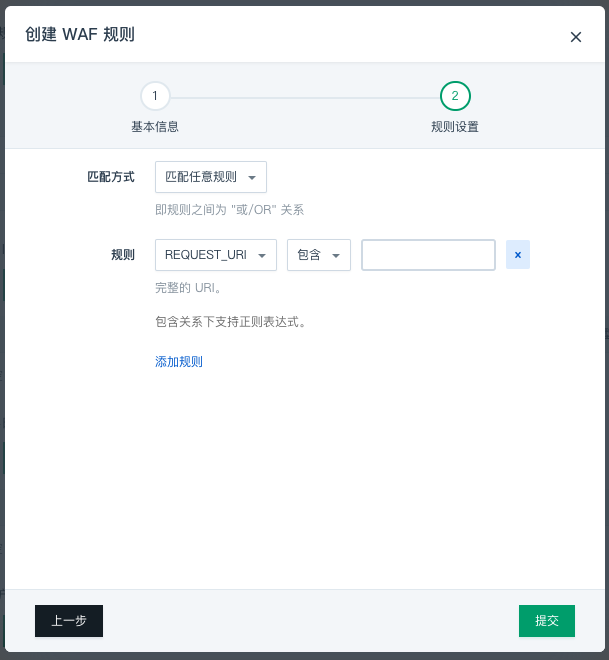 创建 WAF 规则
1
2
基本信息
规则设置
匹配方式
匹配任意规则
即规则之间为 "或/OR" 关系
规则
REQUEST_URI
包含
×
完整的 URI。
包含关系下支持正则表达式。
添加规则
上一步
提交